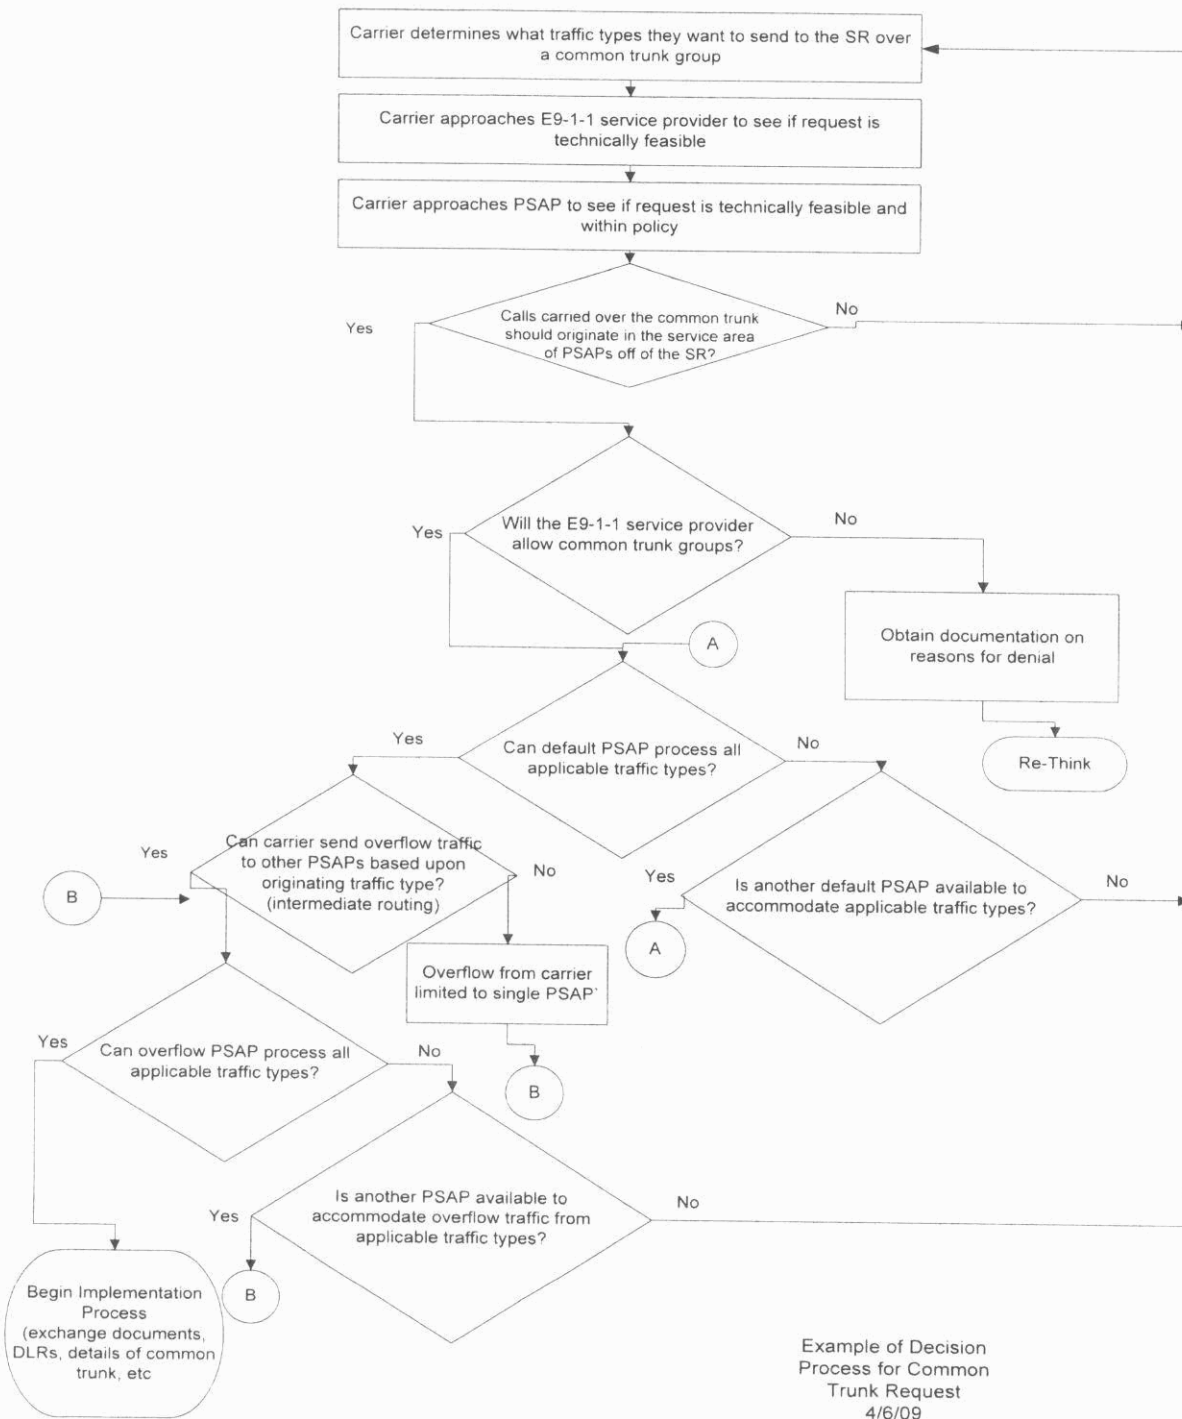 Carrier determines what traffic types they want to send to the SR over
a common trunk group
Carrier approaches E9-1-1 service provider to see if request is
technically feasible
Carrier approaches PSAP to see if request is technically feasible and
within policy
Yes
Calls carried over the common trunk
should originate in the service area
of PSAPs off of the SR?
No
Yes
Will the E9-1-1 service provider
allow common trunk groups?
No
A
Obtain documentation on
reasons for denial
Re-Think
Yes
Can default PSAP process all
applicable traffic types?
No
Yes
Can carrier send overflow traffic
to other PSAPs based upon
originating traffic type?
(intermediate routing)
No
B
Yes
Is another default PSAP available to
accommodate applicable traffic types?
No
A
Overflow from carrier
limited to single PSAP
B
Yes
Can overflow PSAP process all
applicable traffic types?
No
Yes
Is another PSAP available to
accommodate overflow traffic from
applicable traffic types?
No
B
Begin Implementation
Process
(exchange documents,
DLRs, details of common
trunk, etc
Example of Decision
Process for Common
Trunk Request
4/6/09